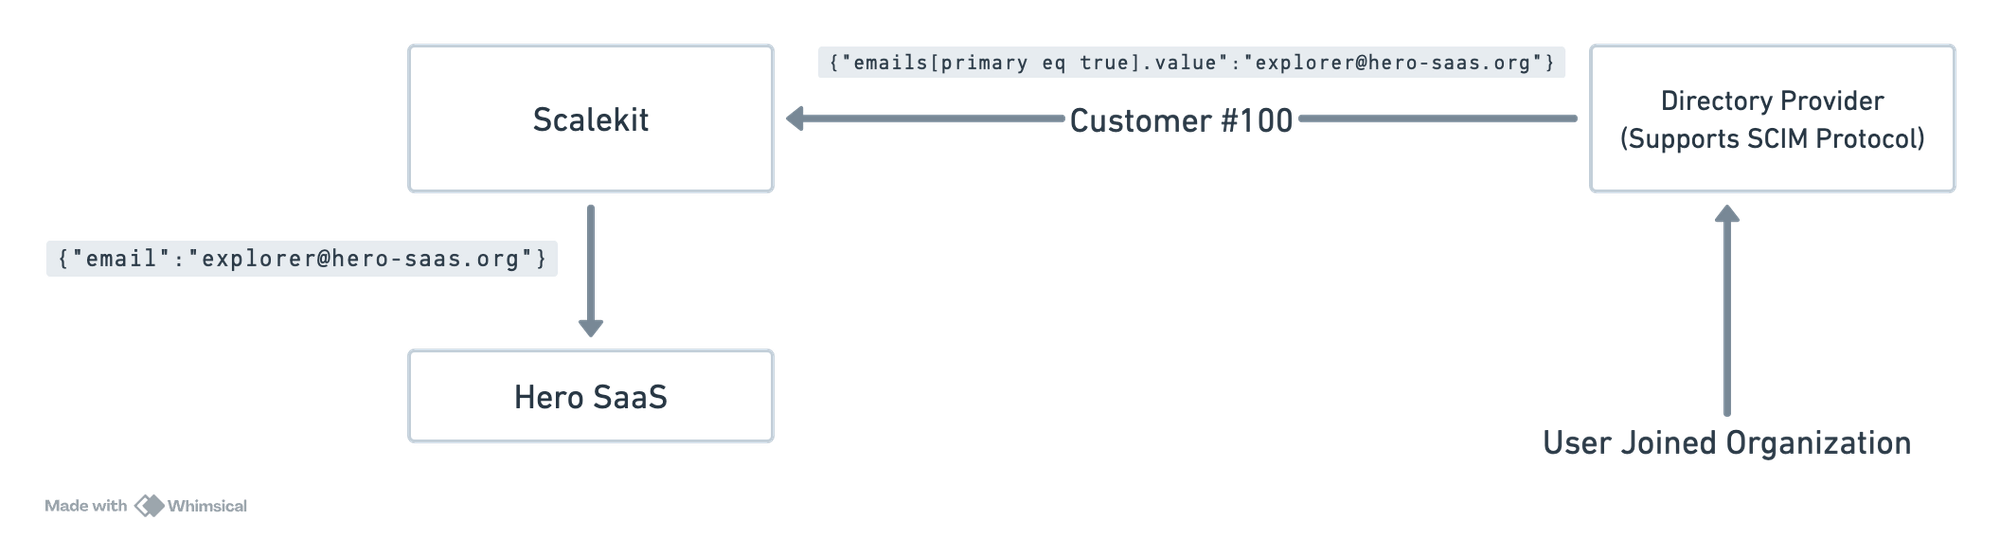 {"emails[primary eq true].value":"explorer@hero-saas.org"}
Scalekit
Customer #100
Directory Provider
(Supports SCIM Protocol)
{"email":"explorer@hero-saas.org"}
Hero SaaS
User Joined Organization
Made with Whimsical